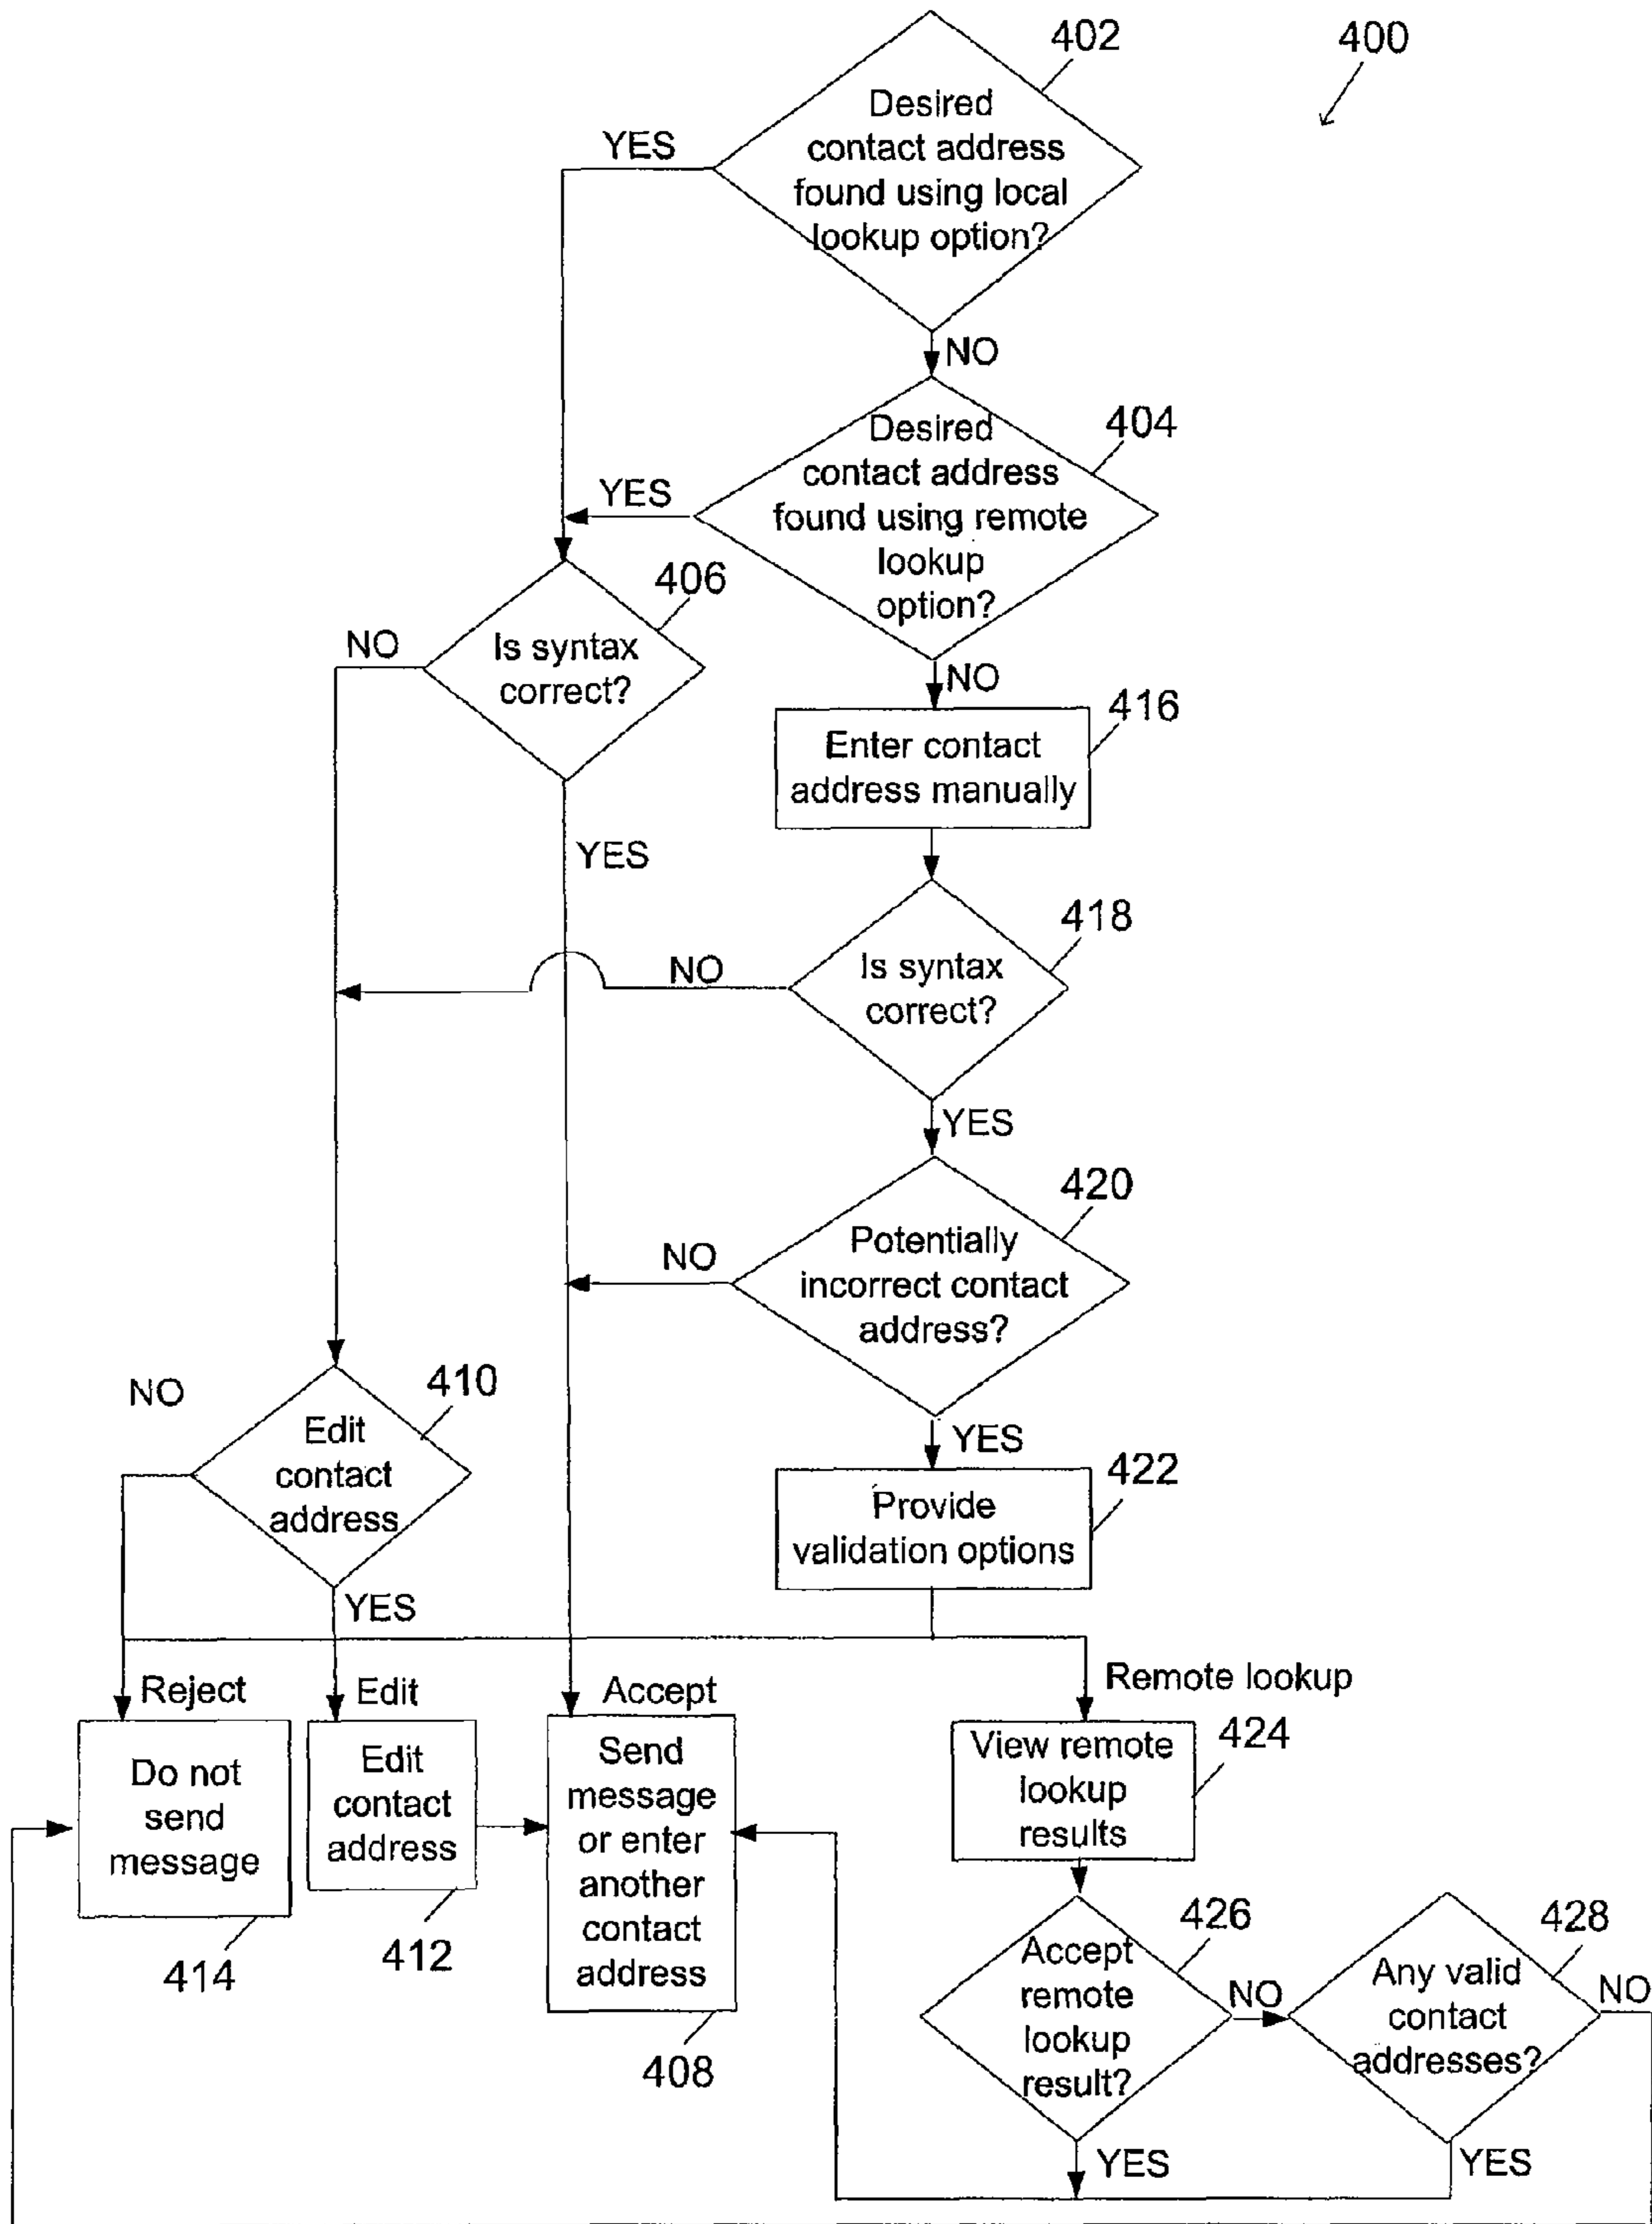 402
400
Desired
contact address
found using local
lookup option?
YES
NO
404
Desired
contact address
found using remote
lookup
option?
YES
406
NO
Is syntax
correct?
NO
416
Enter contact
address manually
YES
418
NO
Is syntax
correct?
YES
420
Potentially
incorrect contact
address?
NO
410
NO
Edit
contact
address
YES
422
Provide
validation options
YES
Reject
Edit
Accept
Remote lookup
Do not
send
message
414
Edit
contact
address
412
Send
message
or enter
another
contact
address
408
View remote
lookup
results
424
426
Accept
remote
lookup
result?
NO
428
Any valid
contact
addresses?
NO
YES
YES